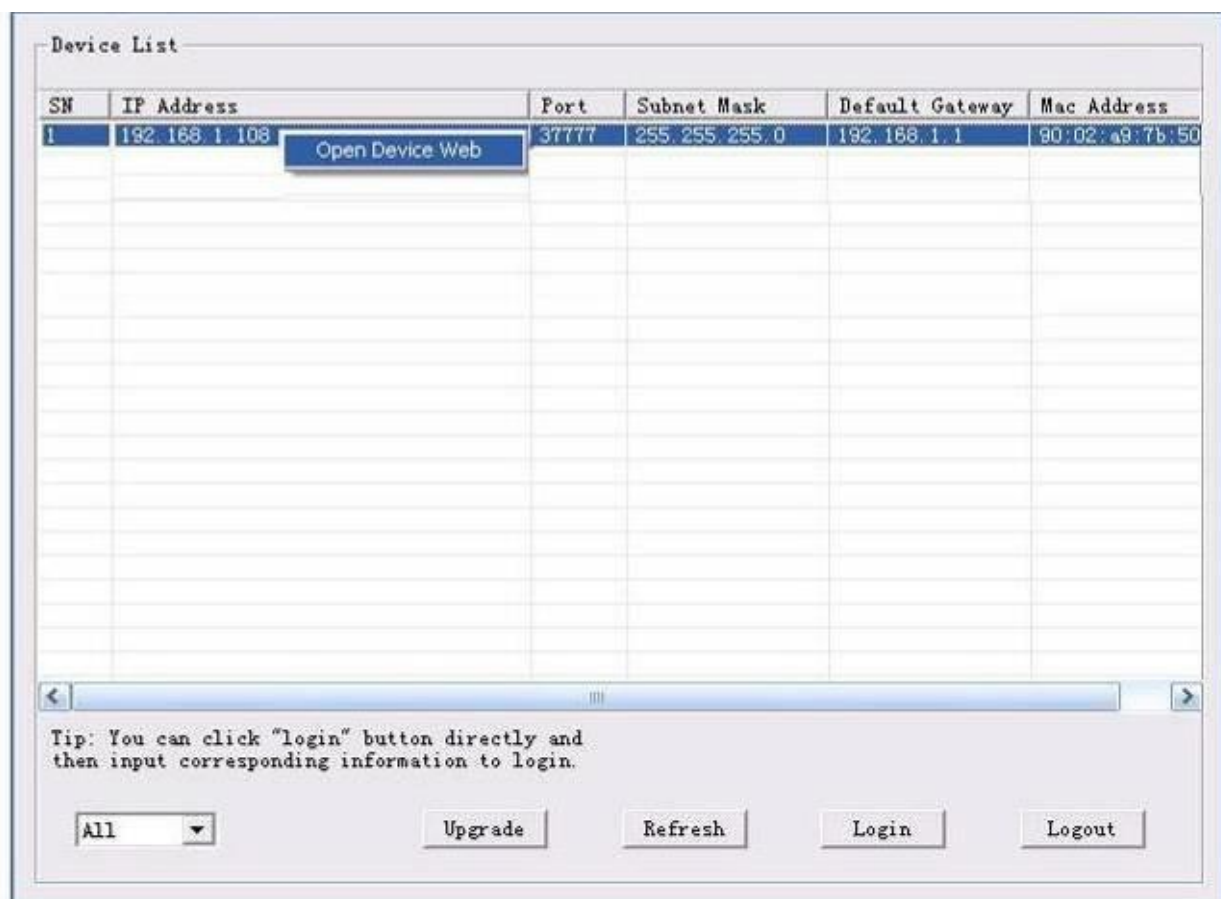 Device List
SN IP Address Port Subnet Mask Default Gateway Mac Address
1 192.168.1.108 37777 255.255.255.0 192.168.1.1 90:02:a9:7b:50
Open Device Web
Tip: You can click "login" button directly and
then input corresponding information to login.
All Upgrade Refresh Login Logout